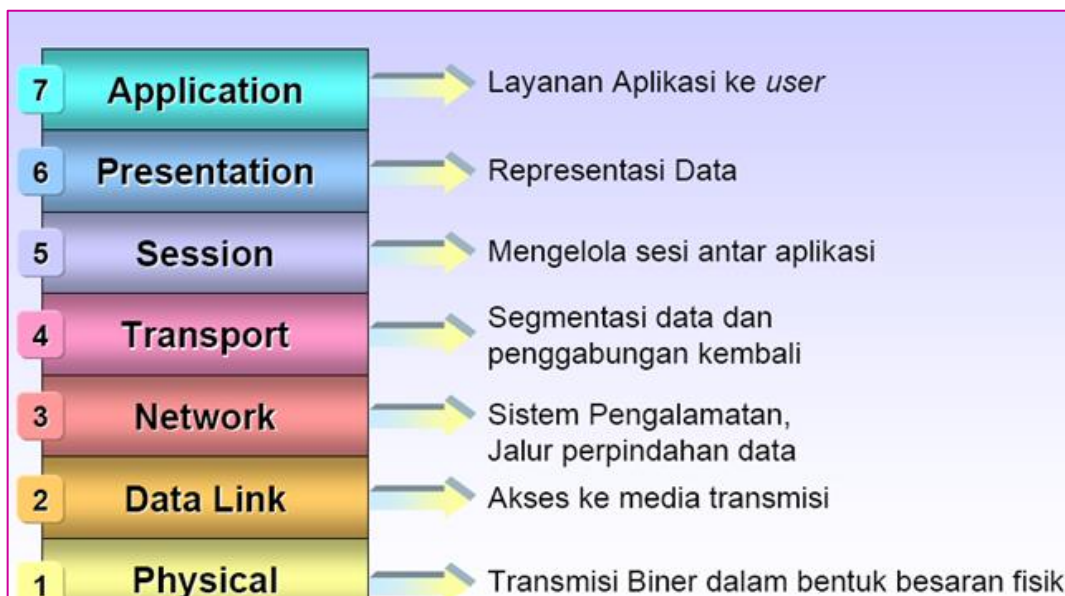 7 Application Layanan Aplikasi ke user
6 Presentation Representasi Data
5 Session Mengelola sesi antar aplikasi
4 Transport Segmentasi data dan
penggabungan kembali
3 Network Sistem Pengalamatan,
Jalur perpindahan data
2 Data Link Akses ke media transmisi
1 Physical Transmisi Biner dalam bentuk besaran fisik